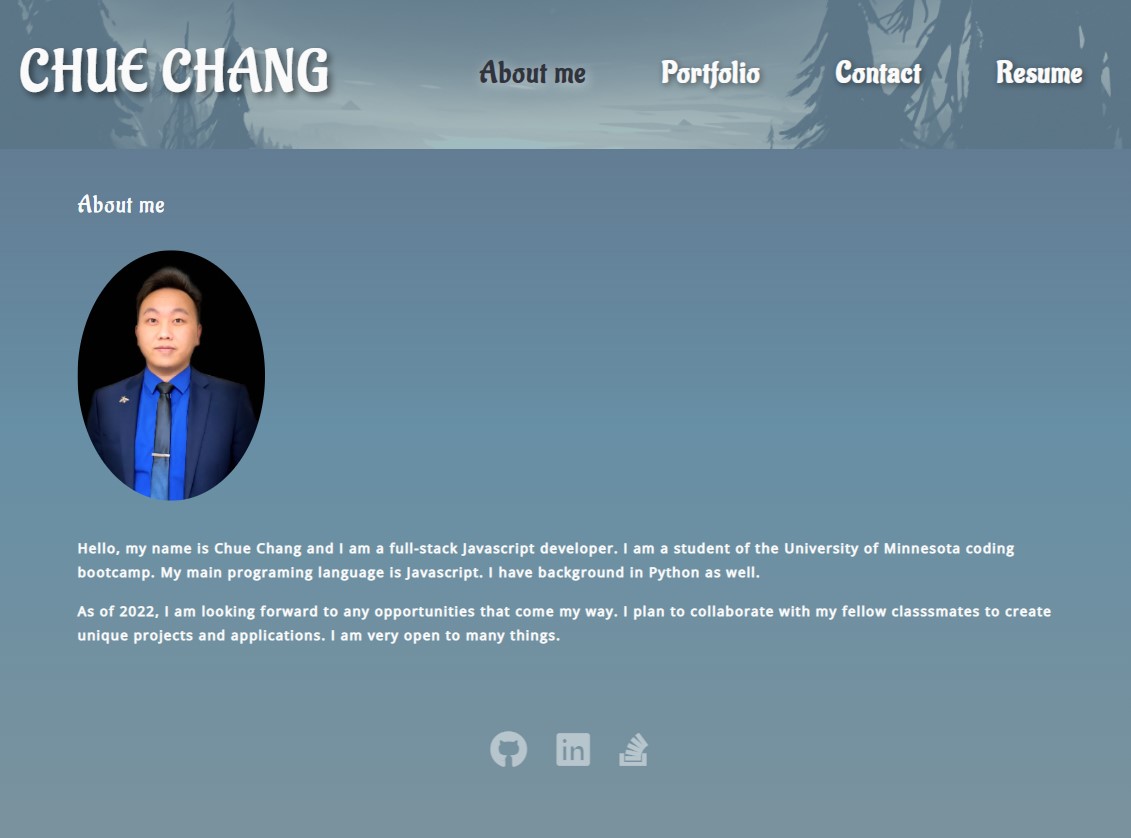 CHUE CHANG
About me
Portfolio
Contact
Resume
About me
Hello, my name is Chue Chang and I am a full-stack Javascript developer. I am a student of the University of Minnesota coding
bootcamp. My main programing language is Javascript. I have background in Python as well.
As of 2022, I am looking forward to any opportunities that come my way. I plan to collaborate with my fellow classsmates to create
unique projects and applications. I am very open to many things.
in